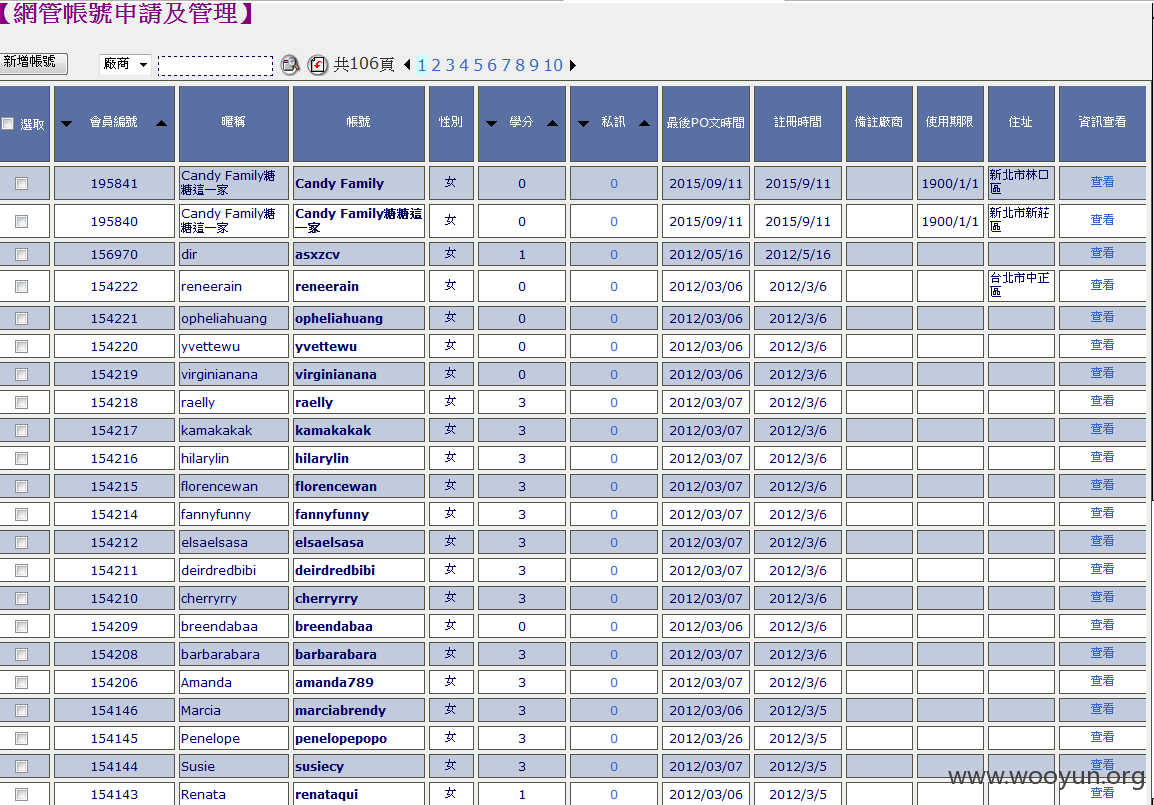 【網管帳號申請及管理】
新增帳號 廠商 共106頁 1 2 3 4 5 6 7 8 9 10
選取 會員編號 暱稱 帳號 性別 學分 私訊 最後PO文時間 註冊時間 備註廠商 使用期限 住址 資訊查看
195841 Candy Family糖糖這一家 Candy Family 女 0 0 2015/09/11 2015/9/11 1900/1/1 新北市林口區 查看
195840 Candy Family糖糖這一家 Candy Family糖糖這一家 女 0 0 2015/09/11 2015/9/11 1900/1/1 新北市新莊區 查看
156970 dir asxzcv 女 1 0 2012/05/16 2012/5/16 查看
154222 reneerain reneerain 女 0 0 2012/03/06 2012/3/6 台北市中正區 查看
154221 opheliahuang opheliahuang 女 0 0 2012/03/06 2012/3/6 查看
154220 yvettewu yvettewu 女 0 0 2012/03/06 2012/3/6 查看
154219 virginianana virginianana 女 0 0 2012/03/06 2012/3/6 查看
154218 raelly raelly 女 3 0 2012/03/07 2012/3/6 查看
154217 kamakakak kamakakak 女 3 0 2012/03/07 2012/3/6 查看
154216 hilarylin hilarylin 女 3 0 2012/03/07 2012/3/6 查看
154215 florencewan florencewan 女 3 0 2012/03/07 2012/3/6 查看
154214 fannyfunny fannyfunny 女 3 0 2012/03/07 2012/3/6 查看
154212 elsaelsasa elsaelsasa 女 3 0 2012/03/07 2012/3/6 查看
154211 deirdredbibi deirdredbibi 女 3 0 2012/03/07 2012/3/6 查看
154210 cherryrry cherryrry 女 3 0 2012/03/07 2012/3/6 查看
154209 breendabaa breendabaa 女 0 0 2012/03/06 2012/3/6 查看
154208 barbarabara barbarabara 女 3 0 2012/03/07 2012/3/6 查看
154206 Amanda amanda789 女 3 0 2012/03/07 2012/3/6 查看
154146 Marcia marciabrendy 女 3 0 2012/03/06 2012/3/5 查看
154145 Penelope penelopepopo 女 3 0 2012/03/26 2012/3/5 查看
154144 Susie susiecy 女 3 0 2012/03/07 2012/3/5 查看
www.wooyun.org
154143 Renata renataqui 女 1 0 2012/03/06 2012/3/5 查看